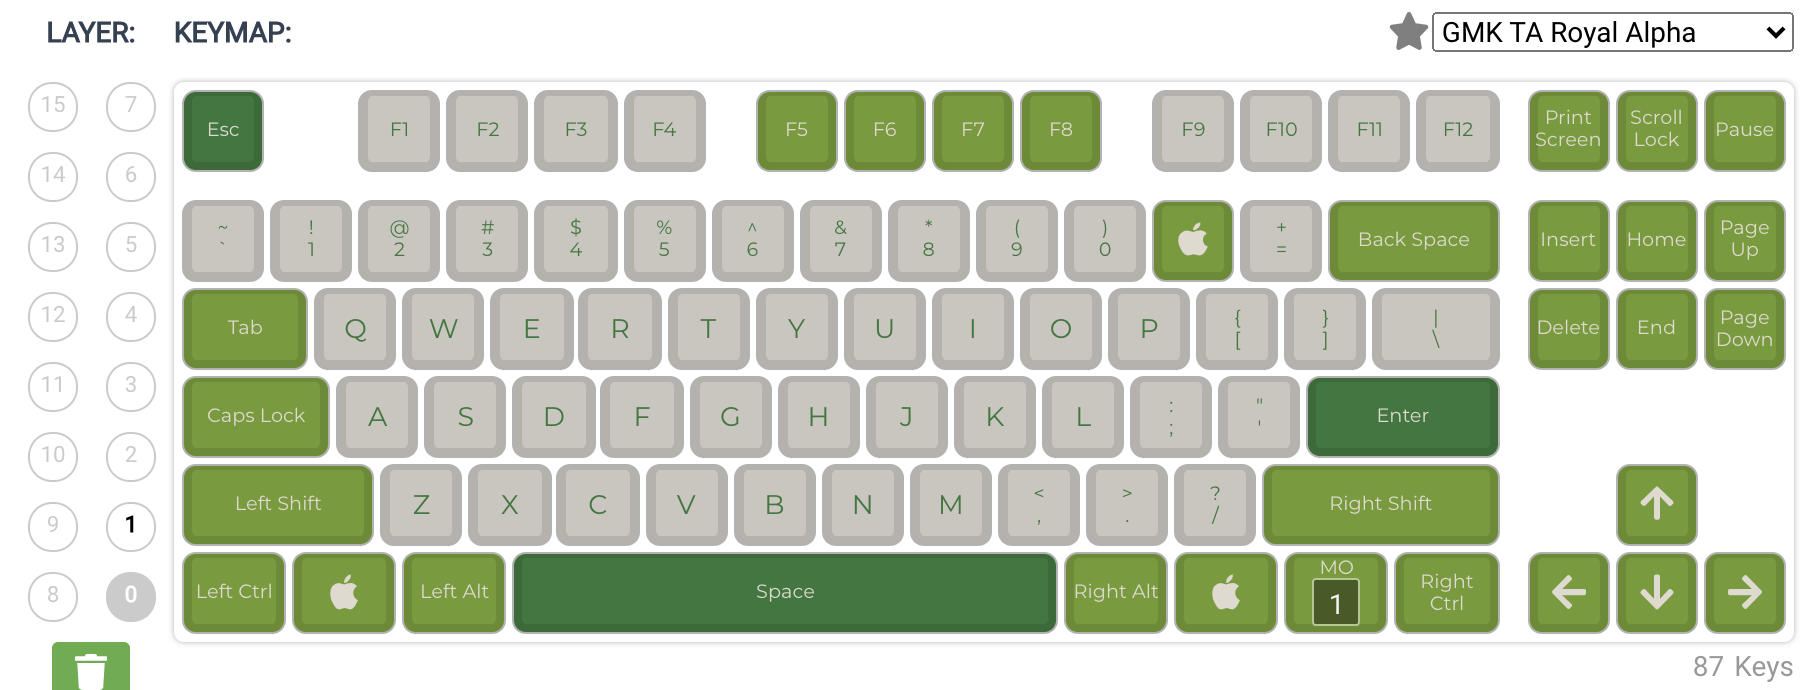 LAYER: KEYMAP: GMK TA Royal Alpha
15 7
Esc F1 F2 F3 F4 F5 F6 F7 F8 F9 F10 F11 F12 Print Screen Scroll Lock Pause
14 6
~ ! @ # $ % ^ & * ( ) +
` 1 2 3 4 5 6 7 8 9 0 = Back Space Insert Home Page Up
13 5
12 4
Tab Q W E R T Y U I O P { } | Delete End Page Down
[ ] \
11 3
Caps Lock A S D F G H J K L : " Enter
; '
10 2
9 1
Left Shift Z X C V B N M < > ? Right Shift
, . /
8 0
Left Ctrl Left Alt Space Right Alt MO 1 Right Ctrl
87 Keys